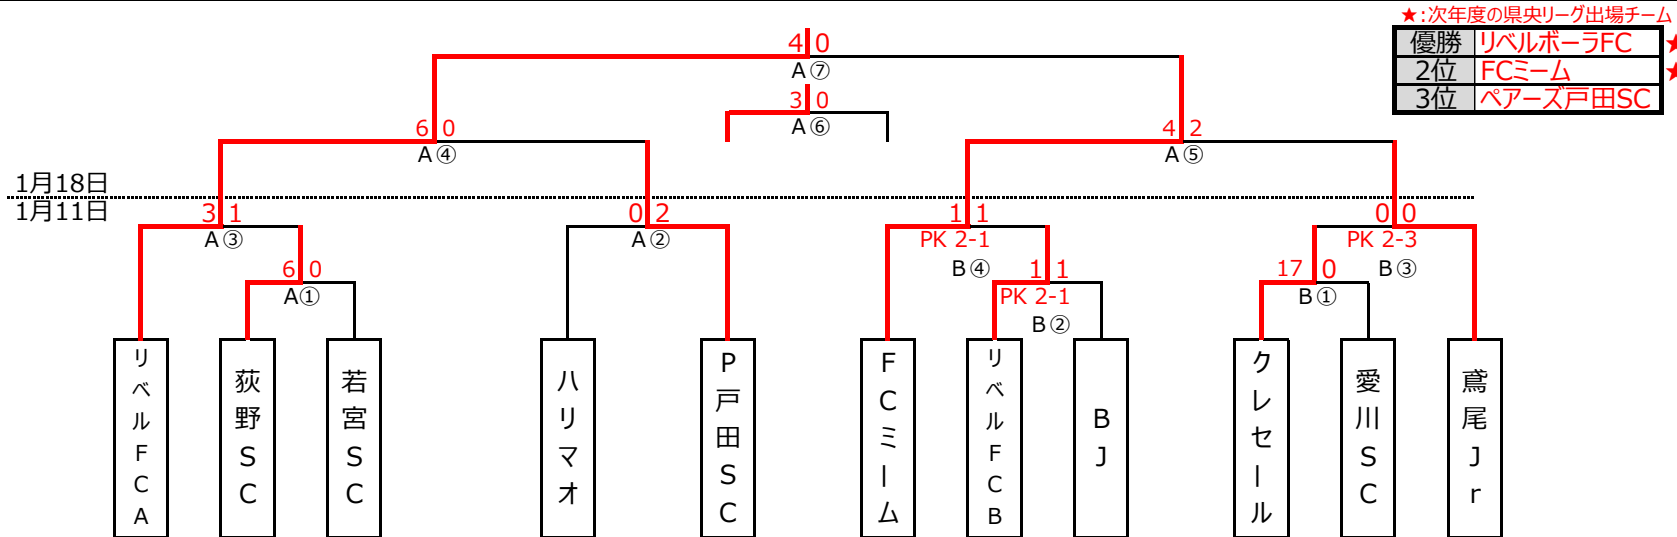 ★:次年度の県央リーグ出場チーム
優勝 リベルボーラFC ★
2位 FCミーム ★
3位 ペアーズ戸田SC
4 0
A⑦
3 0
A⑥
6 0
A④
4 2
A⑤
1月18日
1月11日
3 1
A③
0 2
A②
1 1
PK 2-1
B④
0 0
PK 2-3
B③
6 0
A①
1 1
PK 2-1
B②
17 0
B①
リベルFCA
荻野SC
若宮SC
ハリマオ
P戸田SC
FCミーム
リベルFCB
BJ
クレセール
愛川SC
鳶尾Jr